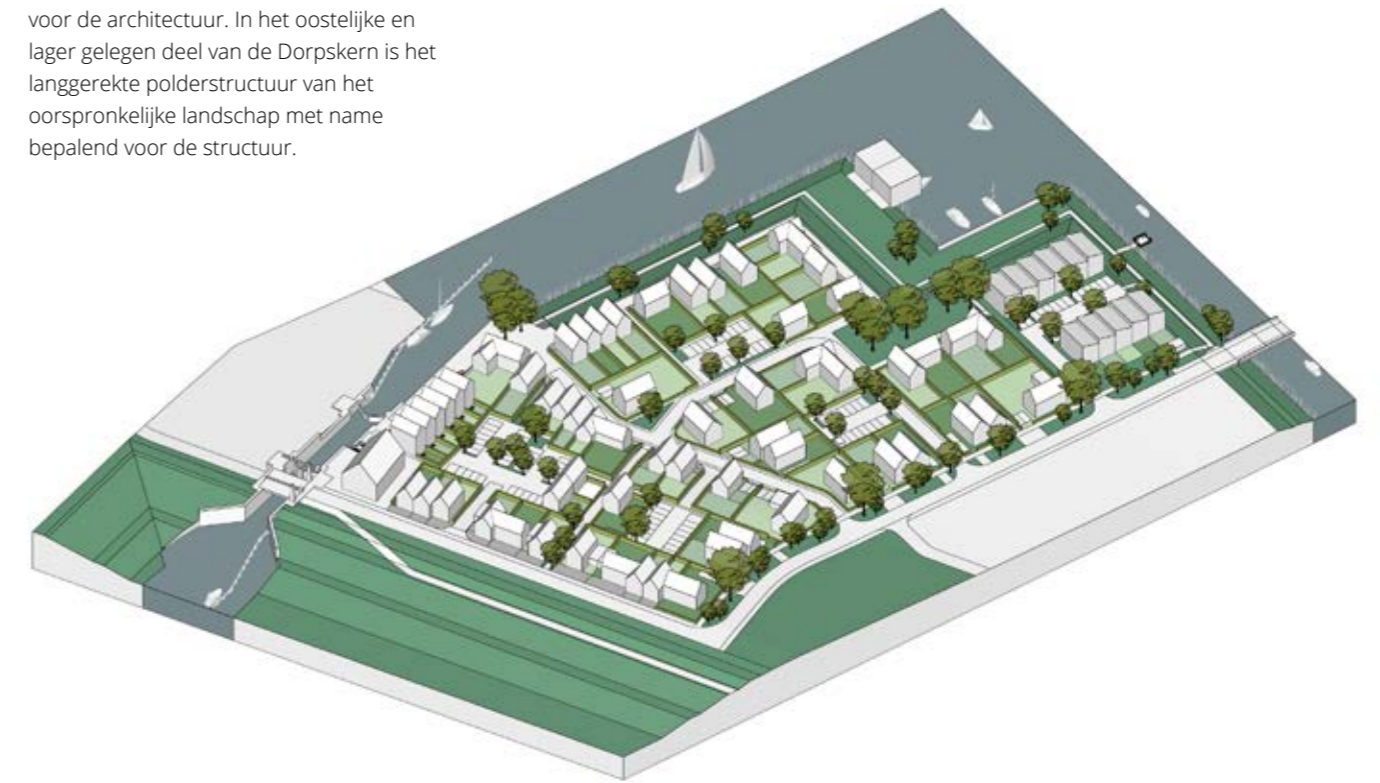 voor de architectuur. In het oostelijke en
lager gelegen deel van de Dorpskern is het
langgerekte polderstructuur van het
oorspronkelijke landschap met name
bepalend voor de structuur.